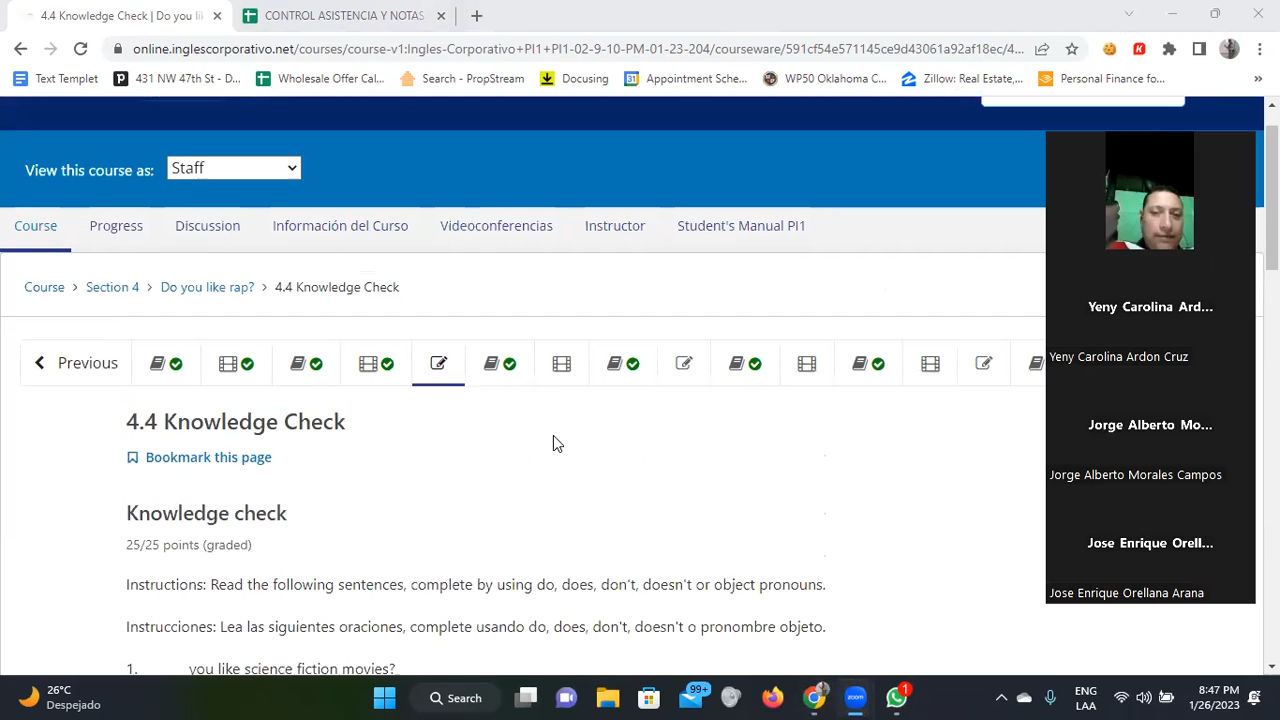 4.4 Knowledge Check | Do you li
CONTROL ASISTENCIA Y NOTAS
online.inglescorporativo.net/courses/course-v1:Ingles-Corporativo+PI1+PI1-02-9-10-PM-01-23-204/courseware/591cf54e571145ce9d43061a92af18ec/4...
Text Templet
431 NW 47th St - D...
Wholesale Offer Cal...
Search - PropStream
Docusing
Appointment Sche...
WP50 Oklahoma C...
Zillow: Real Estate,...
Personal Finance fo...
View this course as: Staff
Course
Progress
Discussion
Información del Curso
Videoconferencias
Instructor
Student's Manual PI1
Course > Section 4 > Do you like rap? > 4.4 Knowledge Check
Previous
4.4 Knowledge Check
Bookmark this page
Knowledge check
25/25 points (graded)
Instructions: Read the following sentences, complete by using do, does, don't, doesn't or object pronouns.
Instrucciones: Lea las siguientes oraciones, complete usando do, does, don't, doesn't o pronombre objeto.
1. you like science fiction movies?
Yeny Carolina Ard...
Yeny Carolina Ardon Cruz
Jorge Alberto Mo...
Jorge Alberto Morales Campos
Jose Enrique Orell...
Jose Enrique Orellana Arana
26°C
Despejado
Search
99+
1
LAG
LAA
8:47 PM
1/26/2023